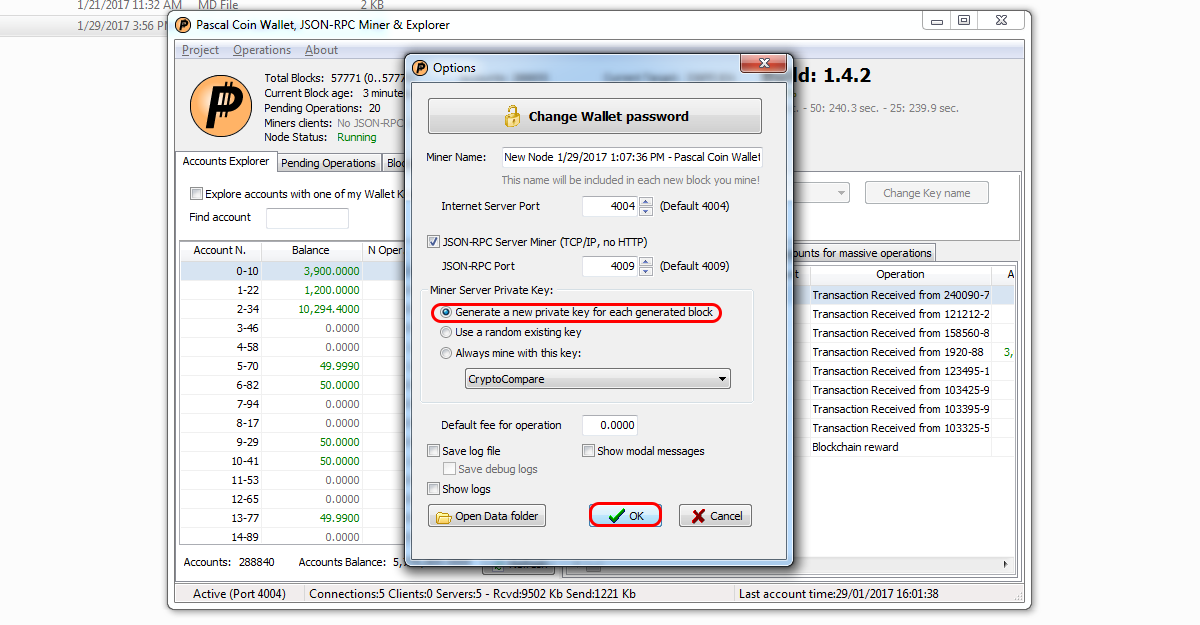 1/21/2017 11:32 AM MD File 2 KB
1/29/2017 3:56 PM
Pascal Coin Wallet, JSON-RPC Miner & Explorer
Project Operations About
Total Blocks: 57771 (0..5777
Current Block age: 3 minute
Pending Operations: 20
Miners clients: No JSON-RPC
Node Status: Running
ld: 1.4.2
- 50: 240.3 sec. - 25: 239.9 sec.
Accounts Explorer Pending Operations Bloc
Explore accounts with one of my Wallet K
Change Key name
Find account
unts for massive operations
Account N. Balance N Oper
0-10 3,900.0000
1-22 1,200.0000
2-34 10,294.4000
3-46 0.0000
4-58 0.0000
5-70 49.9990
6-82 50.0000
7-94 0.0000
8-17 0.0000
9-29 50.0000
10-41 50.0000
11-53 0.0000
12-65 0.0000
13-77 49.9900
14-89 0.0000
Accounts: 288840 Accounts Balance: 5,
t Operation A
Transaction Received from 240090-7
Transaction Received from 121212-2
Transaction Received from 158560-8
Transaction Received from 1920-88 3,
Transaction Received from 123495-1
Transaction Received from 103425-9
Transaction Received from 103395-9
Transaction Received from 103325-5
Blockchain reward
Options
Change Wallet password
Miner Name: New Node 1/29/2017 1:07:36 PM - Pascal Coin Wallet
This name will be included in each new block you mine!
Internet Server Port 4004 (Default 4004)
JSON-RPC Server Miner (TCP/IP, no HTTP)
JSON-RPC Port 4009 (Default 4009)
Miner Server Private Key:
Generate a new private key for each generated block
Use a random existing key
Always mine with this key:
CryptoCompare
Default fee for operation 0.0000
Save log file Show modal messages
Save debug logs
Show logs
Open Data folder OK Cancel
Active (Port 4004) Connections:5 Clients:0 Servers:5 - Rcvd:9502 Kb Send:1221 Kb Last account time:29/01/2017 16:01:38